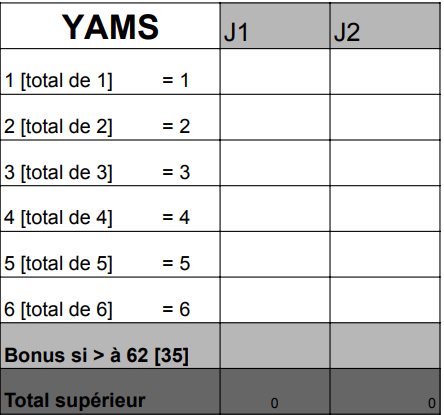 YAMS J1 J2
1 [total de 1] = 1
2 [total de 2] = 2
3 [total de 3] = 3
4 [total de 4] = 4
5 [total de 5] = 5
6 [total de 6] = 6
Bonus si > à 62 [35]
Total supérieur 0 0